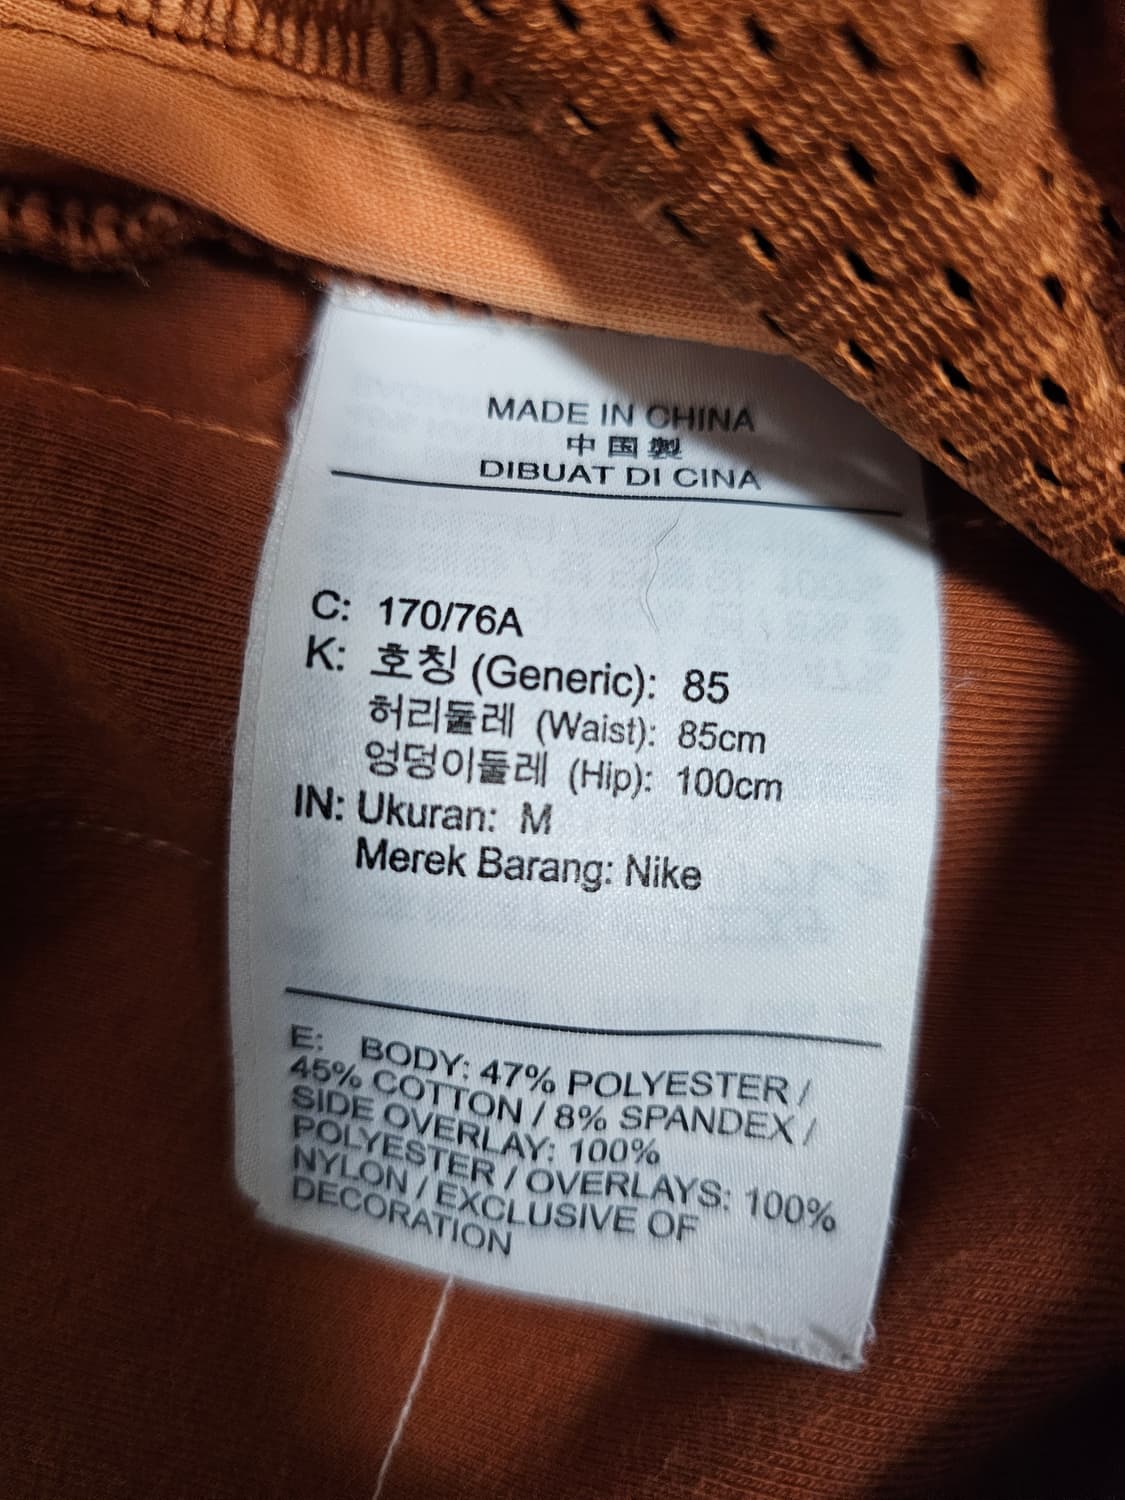 MADE IN CHINA
中国製
DIBUAT DI CINA
C: 170/76A
K: 호칭 (Generic): 85
허리둘레 (Waist): 85cm
엉덩이둘레 (Hip): 100cm
IN: Ukuran: M
Merek Barang: Nike
E: BODY: 47% POLYESTER /
45% COTTON / 8% SPANDEX /
SIDE OVERLAY: 100%
POLYESTER / OVERLAYS: 100%
NYLON / EXCLUSIVE OF
DECORATION